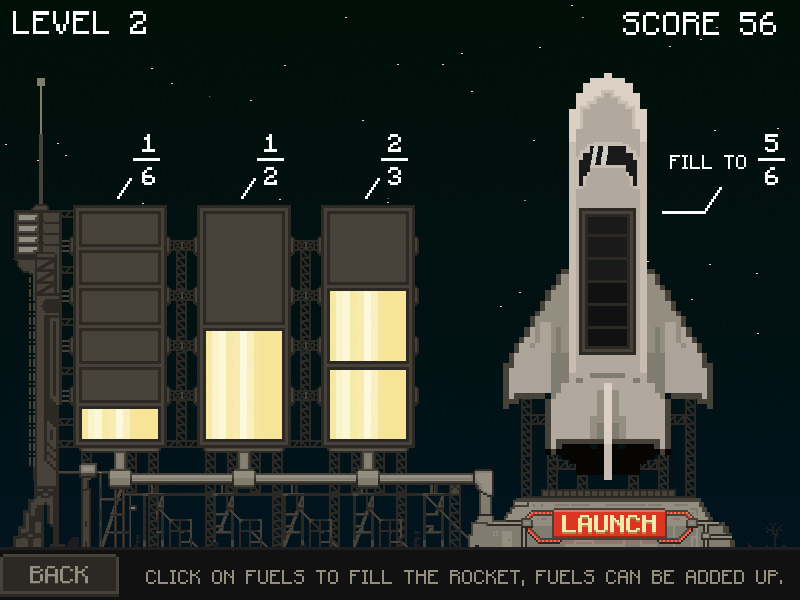 LEVEL 2
SCORE 56
1/6
1/2
2/3
FILL TO 5/6
LAUNCH
BACK
CLICK ON FUELS TO FILL THE ROCKET, FUELS CAN BE ADDED UP.